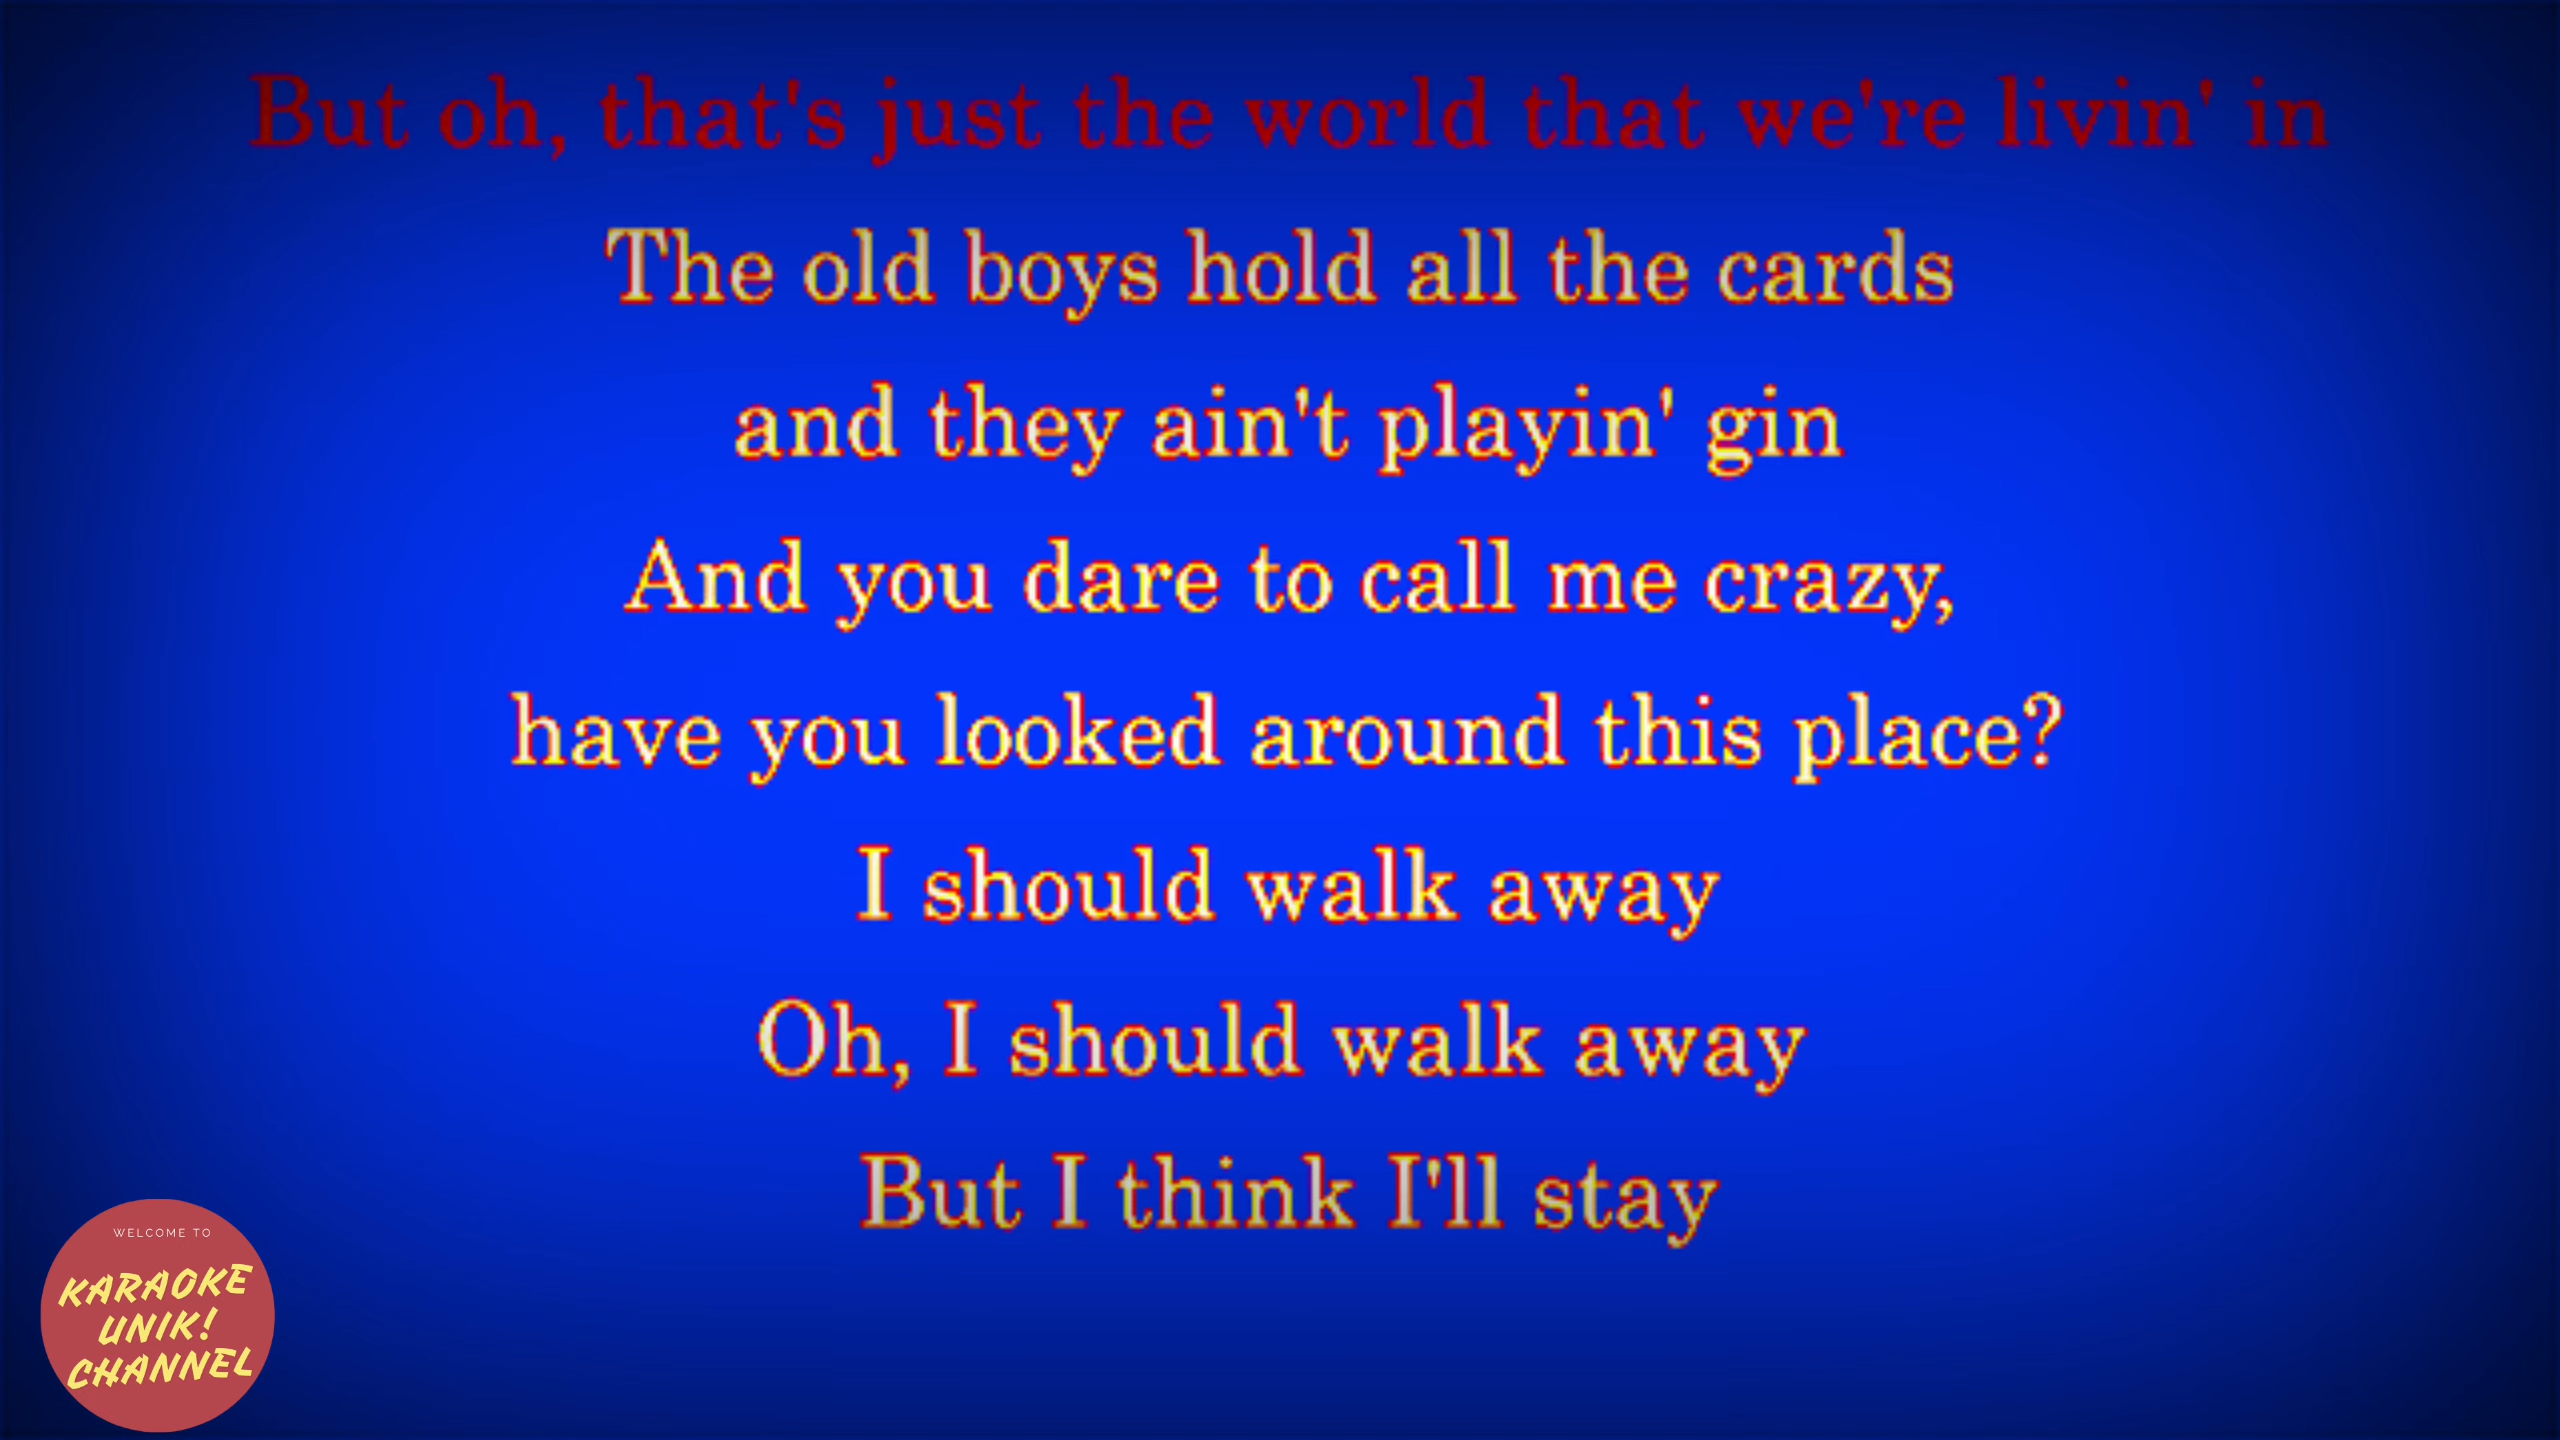 But oh, that's just the world that we're livin' in
The old boys hold all the cards
and they ain't playin' gin
And you dare to call me crazy,
have you looked around this place?
I should walk away
Oh, I should walk away
But I think I'll stay
WELCOME TO
KARAOKE
UNIK!
CHANNEL